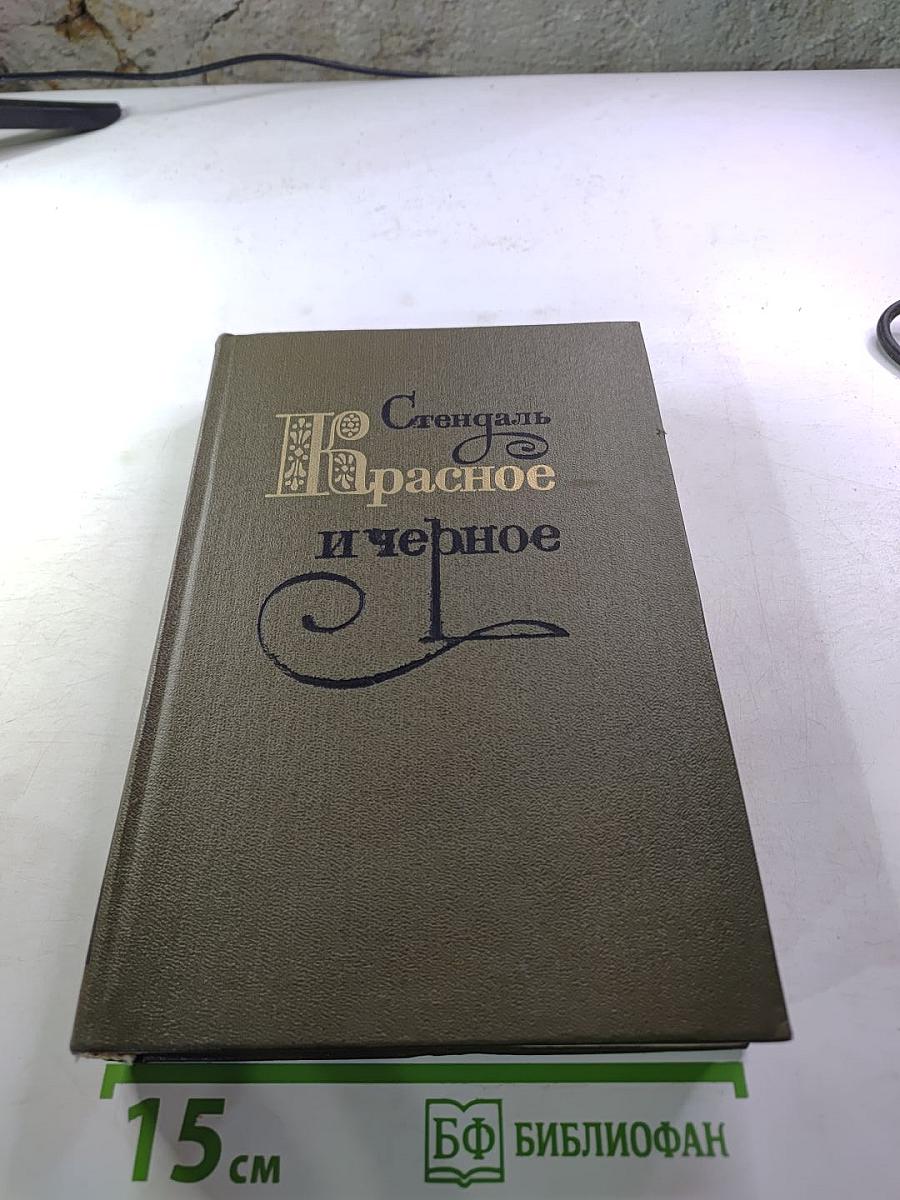 Стендаль
Красное
и черное
15 см
БФ БИБЛИОФАН